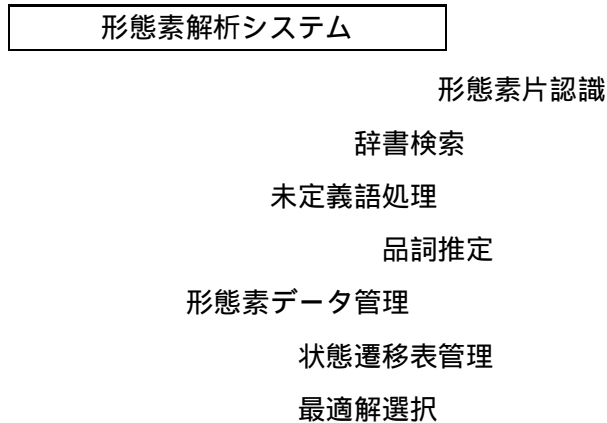 形態素解析システム
形態素片認識
辞書検索
未定義語処理
品詞推定
形態素データ管理
状態遷移表管理
最適解選択